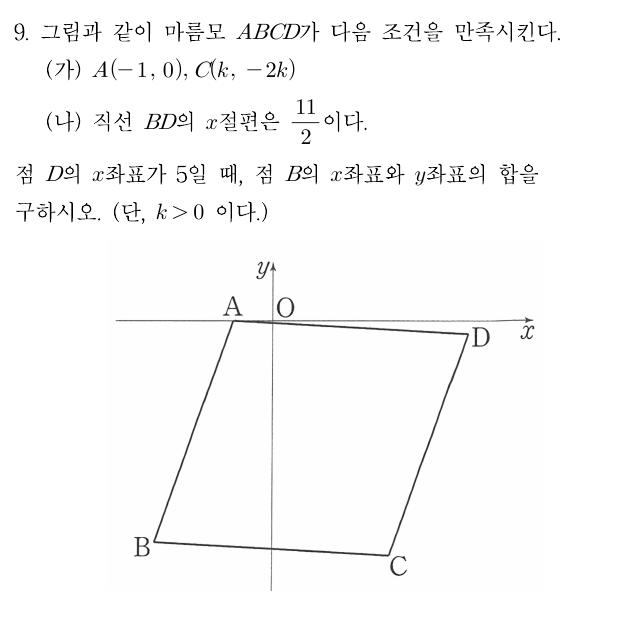 9. 그림과 같이 마름모 ABCD가 다음 조건을 만족시킨다.
(가) A(−1, 0), C(k, −2k)
(나) 직선 BD의 x절편은 11/2이다.
점 D의 x좌표가 5일 때, 점 B의 x좌표와 y좌표의 합을
구하시오. (단, k>0 이다.)
y
A O
D x
B
C